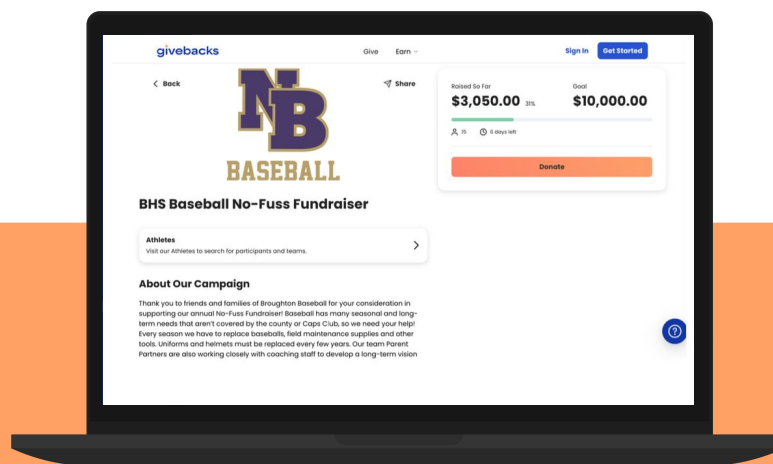 givebacks
Give
Earn
Sign In
Get Started
Back
Share
NB
BASEBALL
Raised So Far
Goal
$3,050.00 31%
$10,000.00
15
0 days left
Donate
BHS Baseball No-Fuss Fundraiser
Athletes
Visit our Athletes to search for participants and teams.
About Our Campaign
Thank you to friends and families of Broughton Baseball for your consideration in
supporting our annual No-Fuss Fundraiser! Baseball has many seasonal and long-
term needs that aren't covered by the county or Caps Club, so we need your help!
Every season we have to replace baseballs, field maintenance supplies and other
tools. Uniforms and helmets must be replaced every few years. Our team Parent
Partners are also working closely with coaching staff to develop a long-term vision
?